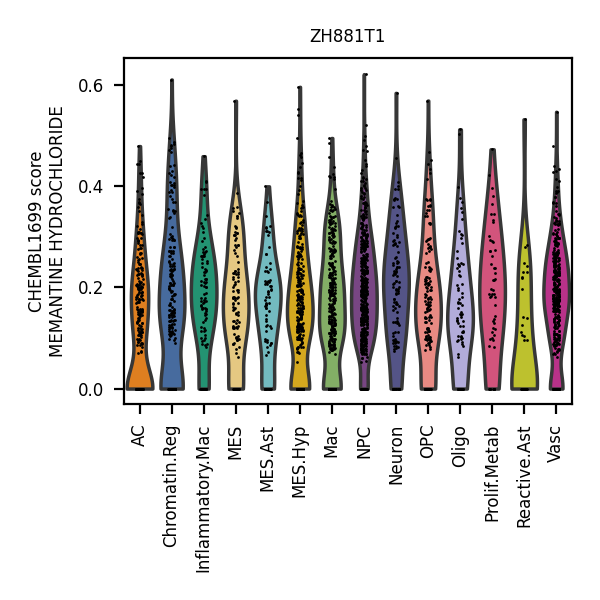 ZH881T1
CHEMBL1699 score
MEMANTINE HYDROCHLORIDE
0.6
0.4
0.2
0.0
AC
Chromatin.Reg
Inflammatory.Mac
MES
MES.Ast
MES.Hyp
Mac
NPC
Neuron
OPC
Oligo
Prolif.Metab
Reactive.Ast
Vasc